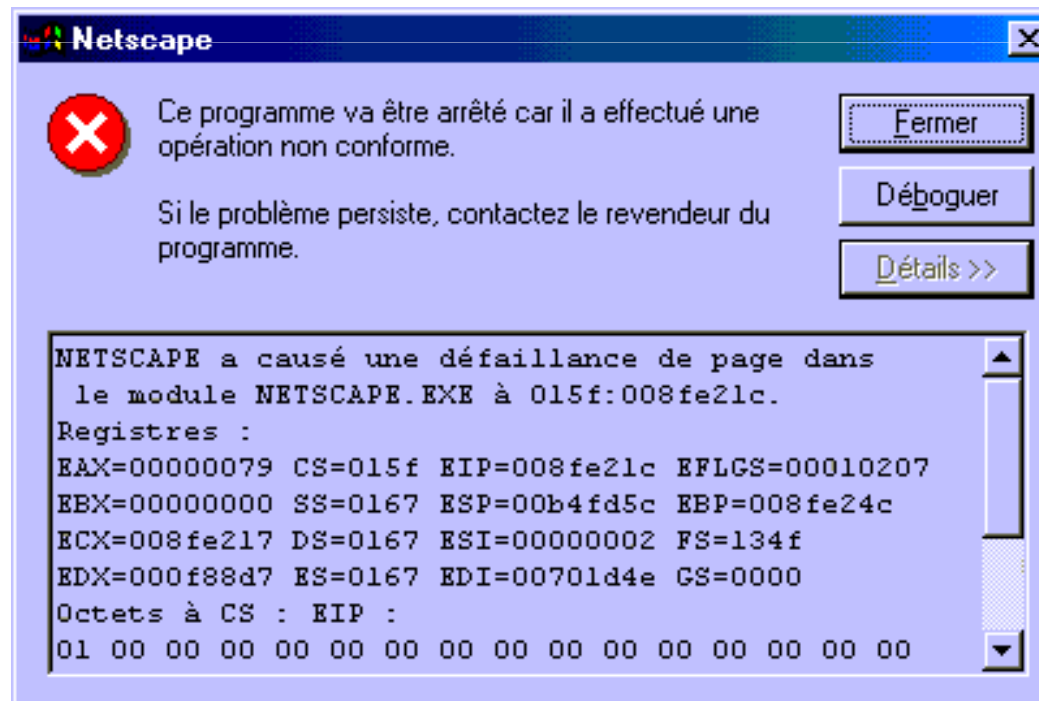 Netscape
Ce programme va être arrêté car il a effectué une
opération non conforme.
Si le problème persiste, contactez le revendeur du
programme.
Fermer
Déboguer
Détails >>
NETSCAPE a causé une défaillance de page dans
le module NETSCAPE.EXE à 015f:008fe21c.
Registres :
EAX=00000079 CS=015f EIP=008fe21c EFLGS=00010207
EBX=00000000 SS=0167 ESP=00b4fd5c EBP=008fe24c
ECX=008fe217 DS=0167 ESI=00000002 FS=134f
EDX=000f88d7 ES=0167 EDI=00701d4e GS=0000
Octets à CS : EIP :
01 00 00 00 00 00 00 00 00 00 00 00 00 00 00 00